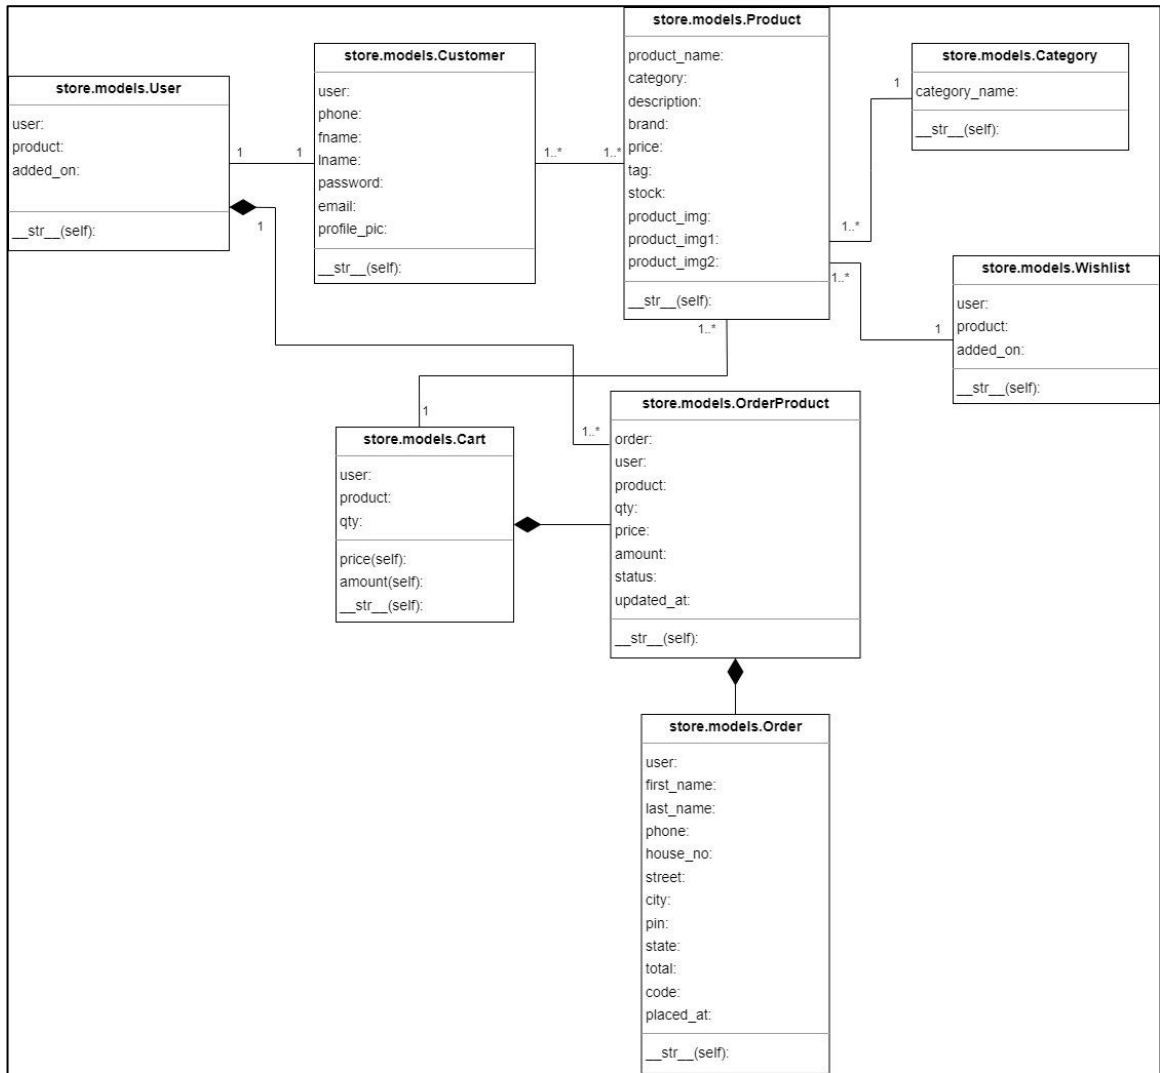 store.models.User
user:
product:
added_on:
__str__(self):
1
1
1
store.models.Customer
user:
phone:
fname:
lname:
password:
email:
profile_pic:
__str__(self):
1..*
1..*
store.models.Product
product_name:
category:
description:
brand:
price:
tag:
stock:
product_img:
product_img1:
product_img2:
__str__(self):
1..*
1..*
1..*
1
store.models.Category
category_name:
__str__(self):
1
store.models.Wishlist
user:
product:
added_on:
__str__(self):
1
store.models.Cart
user:
product:
qty:
price(self):
amount(self):
__str__(self):
1..*
store.models.OrderProduct
order:
user:
product:
qty:
price:
amount:
status:
updated_at:
__str__(self):
store.models.Order
user:
first_name:
last_name:
phone:
house_no:
street:
city:
pin:
state:
total:
code:
placed_at:
__str__(self):